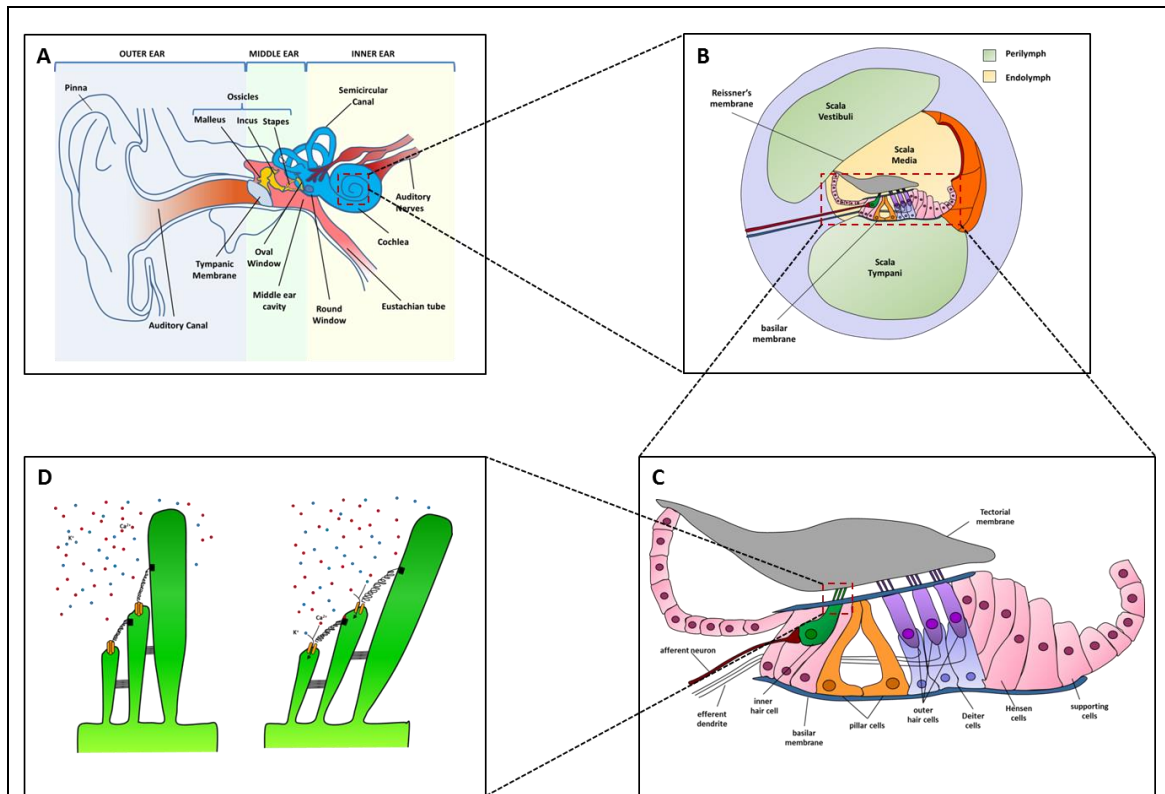 A
OUTER EAR
MIDDLE EAR
INNER EAR
Pinna
Ossicles
Malleus
Incus
Stapes
Semicircular
Canal
Auditory
Nerves
Cochlea
Oval
Window
Tympanic
Membrane
Middle ear
cavity
Round
Window
Eustachian tube
Auditory Canal
B
Perilymph
Endolymph
Reissner's
membrane
Scala
Vestibuli
Scala
Media
Scala
Tympani
basilar
membrane
D
Ca²⁺
K⁺
Ca²⁺
K⁺
C
Tectorial
membrane
afferent neuron
efferent
dendrite
inner
hair cell
basilar
membrane
pillar cells
outer
hair cells
Deiter
cells
Hensen
cells
supporting
cells